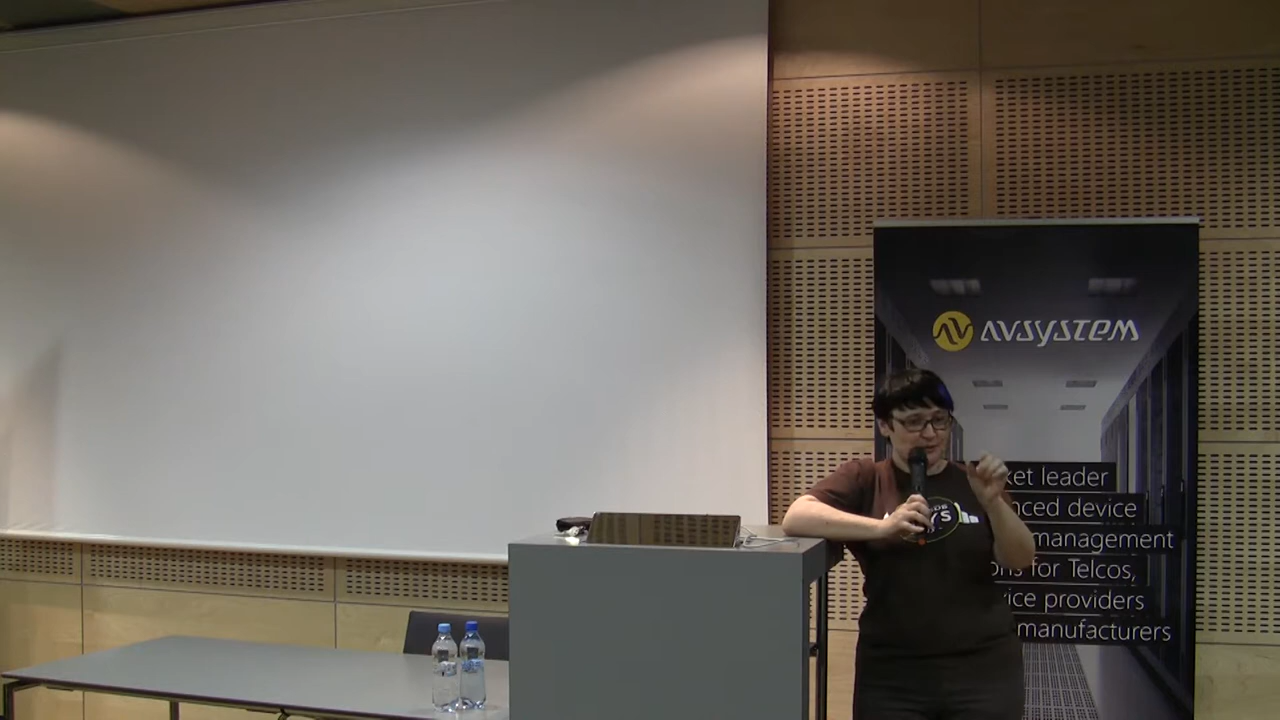 AVSYSTEM
ket leader
nced device
management
ons for Telcos,
vice providers
manufacturers